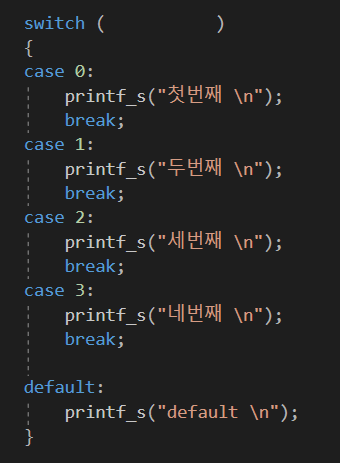 switch (           )
{
case 0:
    printf_s("첫번째 \n");
    break;
case 1:
    printf_s("두번째 \n");
    break;
case 2:
    printf_s("세번째 \n");
    break;
case 3:
    printf_s("네번째 \n");
    break;
default:
    printf_s("default \n");
}